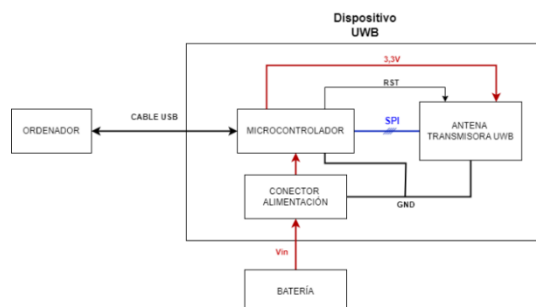 Dispositivo
UWB
3,3V
RST
CABLE USB
ORDENADOR
MICROCONTROLADOR
SPI
ANTENA
TRANSMISORA UWB
CONECTOR
ALIMENTACIÓN
GND
Vin
BATERÍA